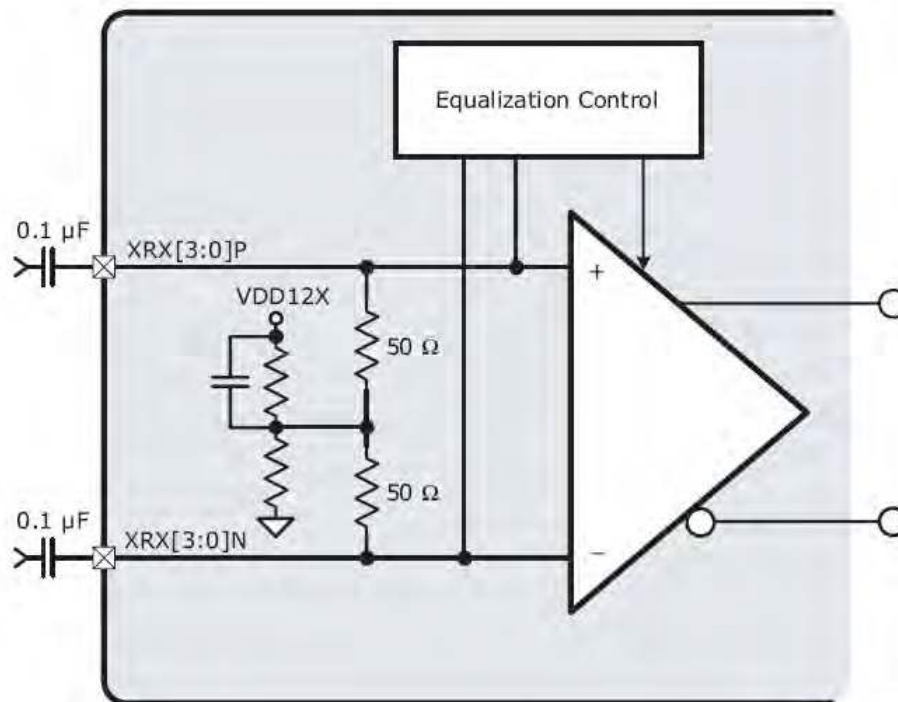 Equalization Control
0.1 µF
XRX[3:0]P
+
VDD12X
50 Ω
50 Ω
0.1 µF
XRX[3:0]N
−